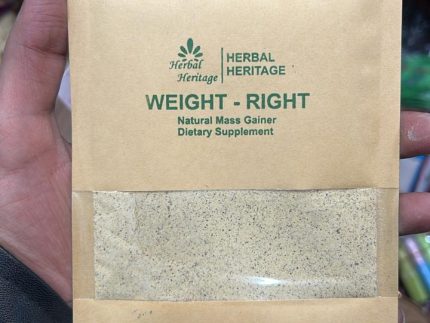 Herbal
Heritage
HERBAL
HERITAGE
WEIGHT - RIGHT
Natural Mass Gainer
Dietary Supplement